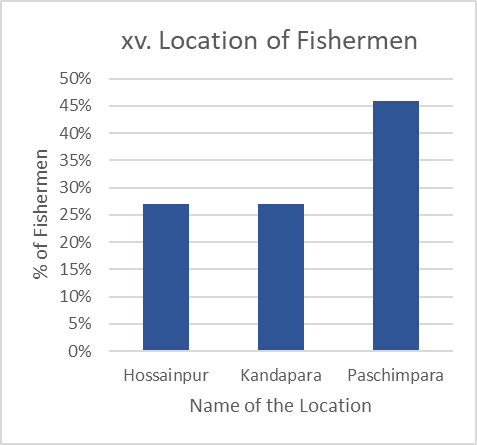 xv. Location of Fishermen
50%
45%
40%
35%
30%
25%
20%
15%
10%
5%
0%
% of Fishermen
Hossainpur Kandapara Paschimpara
Name of the Location